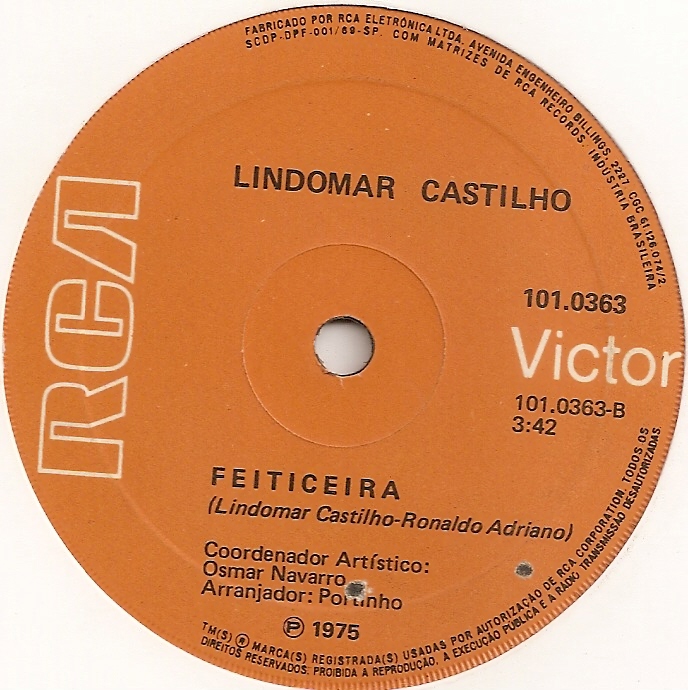 FABRICADO POR RCA ELETRÔNICA LTDA. AVENIDA ENGENHEIRO BILLINGS, 2227 CGC 61.126.074/2
SCDP-DPF-001/69-SP. COM MATRIZES DE RCA RECORDS. INDÚSTRIA BRASILEIRA
LINDOMAR CASTILHO
RCA
101.0363
Victor
101.0363-B
3:42
FEITICEIRA
(Lindomar Castilho-Ronaldo Adriano)
Coordenador Artístico:
Osmar Navarro
Arranjador: Portinho
Ⓟ 1975
TM(S) ® MARCA(S) REGISTRADA(S) USADAS POR AUTORIZAÇÃO DE RCA CORPORATION. TODOS OS
DIREITOS RESERVADOS: PROIBIDA A REPRODUÇÃO, A EXECUÇÃO PÚBLICA E A RÁDIO TRANSMISSÃO DESAUTORIZADAS.